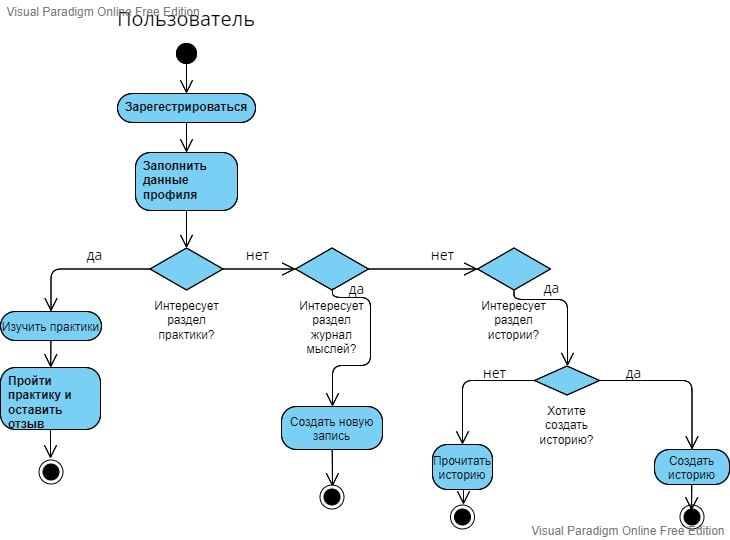 Visual Paradigm Online Free Edition
Пользователь
Зарегестрироваться
Заполнить
данные
профиля
да
нет
нет
Интересует
раздел
практики?
да
Интересует
раздел
журнал
мыслей?
Интересует
раздел
истории?
да
Изучить практики
Пройти
практику и
оставить
отзыв
Создать новую
запись
нет
да
Хотите
создать
историю?
Прочитать
историю
Создать
историю
Visual Paradigm Online Free Edition